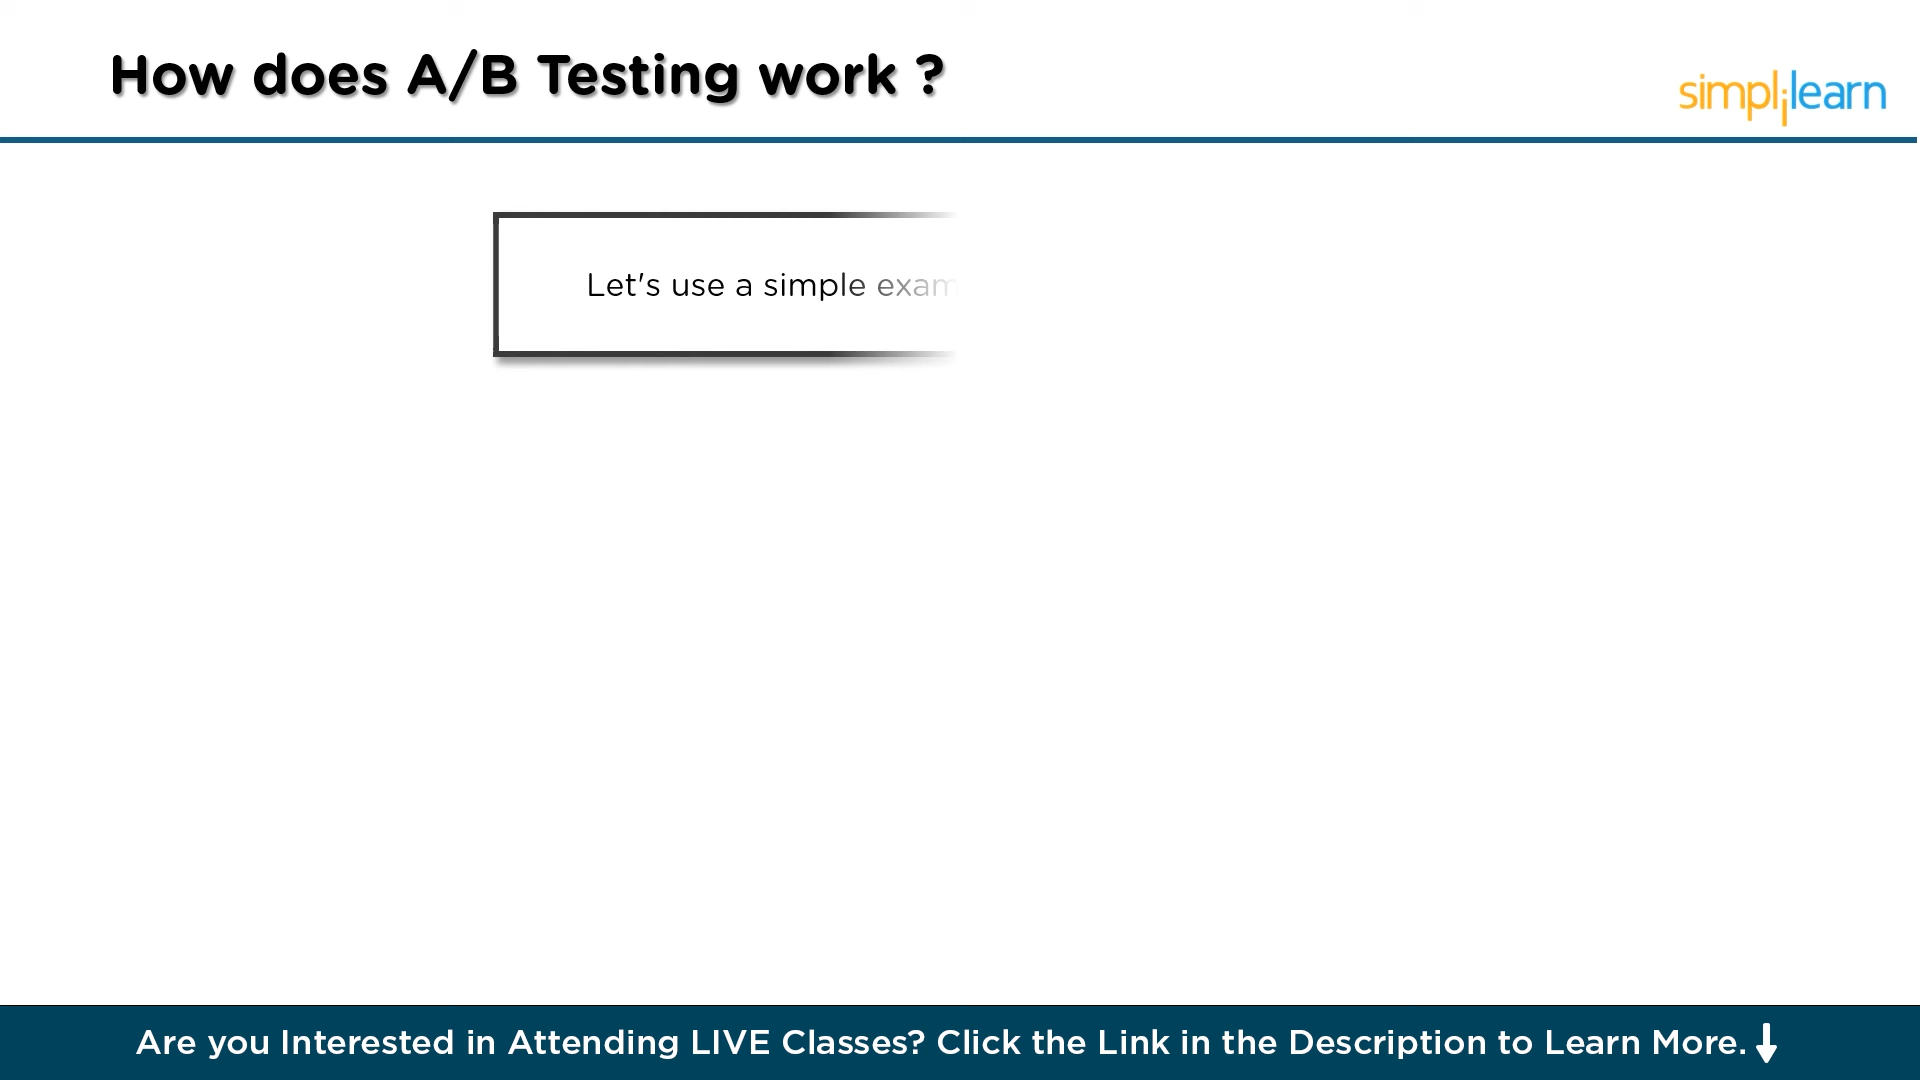 How does A/B Testing work ?
simplilearn
Let's use a simple
Are you Interested in Attending LIVE Classes? Click the Link in the Description to Learn More.